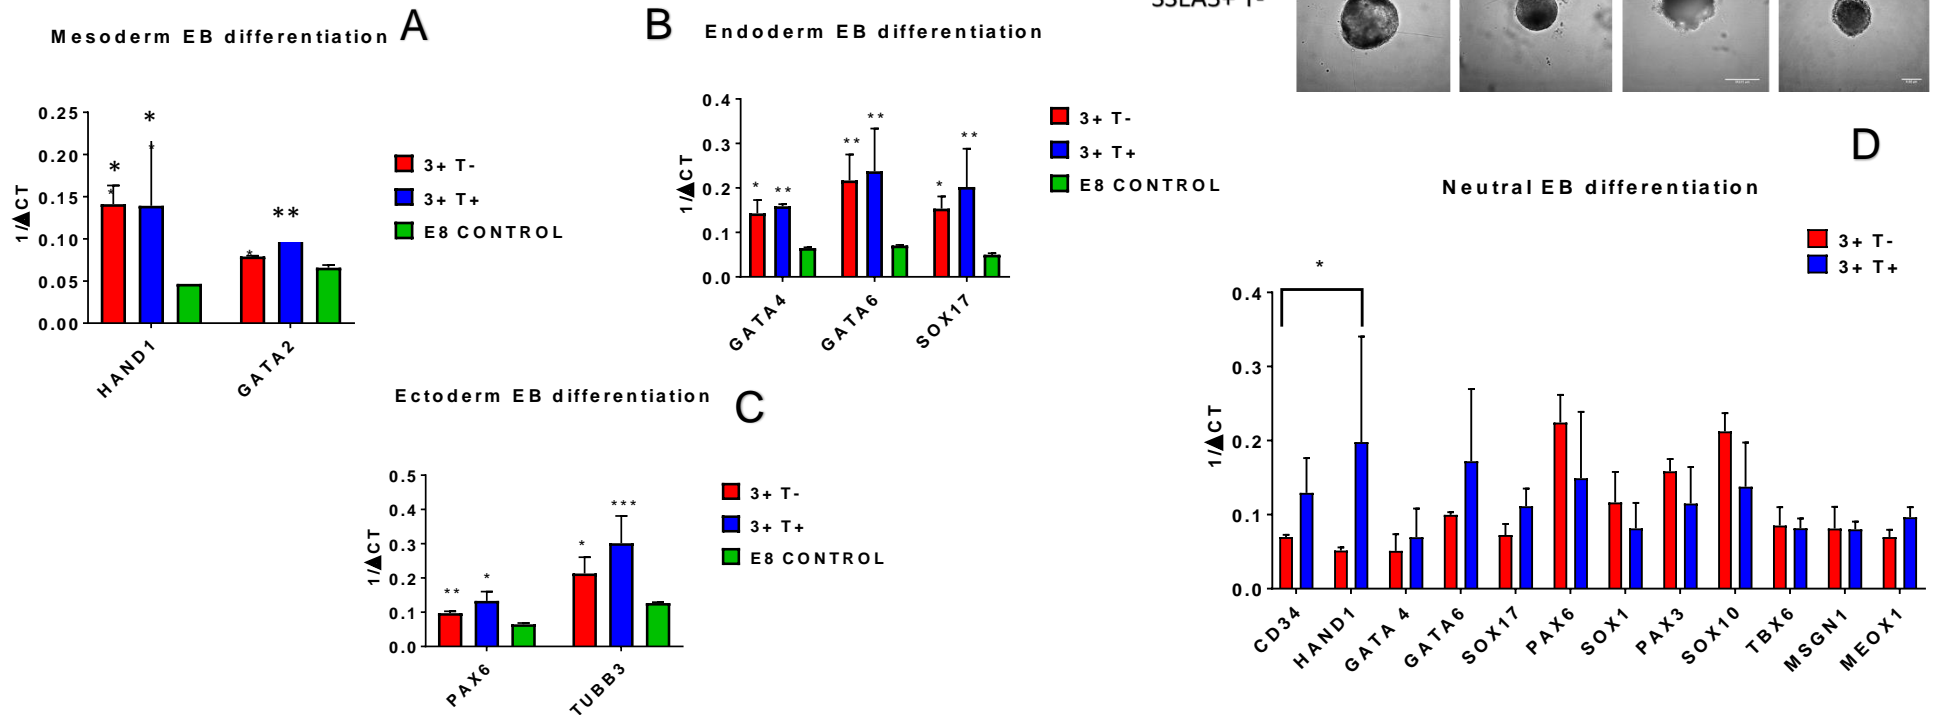 SSEA3+ T-
A
Mesoderm EB differentiation
1/▲CT
0.25
0.20
0.15
0.10
0.05
0.00
*
*
*
*
*
**
HAND1
GATA2
3+ T-
3+ T+
E8 CONTROL
B
Endoderm EB differentiation
1/▲CT
0.4
0.3
0.2
0.1
0.0
*
**
**
**
*
**
GATA4
GATA6
SOX17
3+ T-
3+ T+
E8 CONTROL
Ectoderm EB differentiation
C
1/▲CT
0.5
0.4
0.3
0.2
0.1
0.0
**
*
*
***
PAX6
TUBB3
3+ T-
3+ T+
E8 CONTROL
D
Neutral EB differentiation
3+ T-
3+ T+
1/▲CT
0.4
0.3
0.2
0.1
0.0
*
CD34
HAND1
GATA 4
GATA6
SOX17
PAX6
SOX1
PAX3
SOX10
TBX6
MSGN1
MEOX1